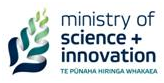 ministry of
science +
innovation
TE PŪNAHA HIRINGA WHAKAEA